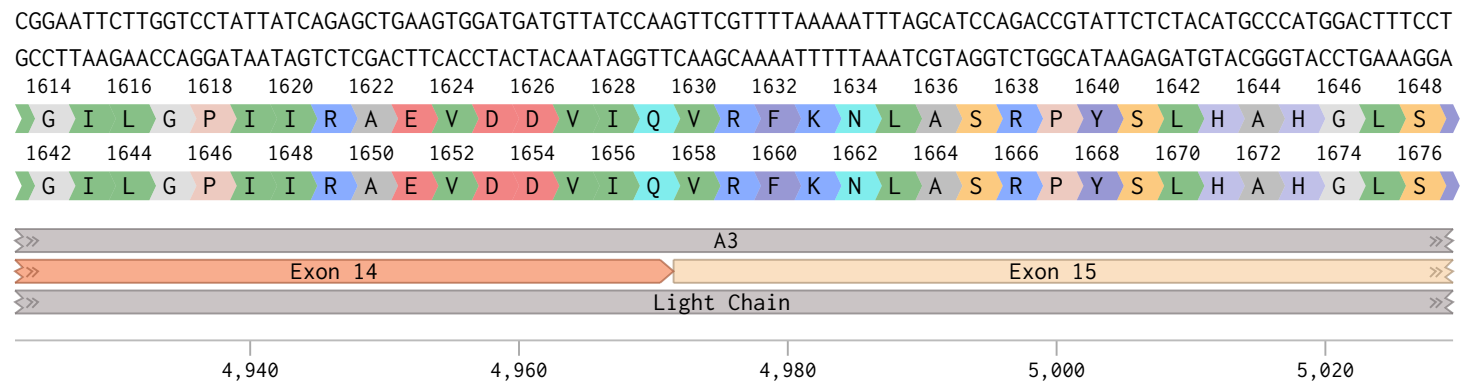 CGGAATTCTTGGTCCTATTATCAGAGCTGAAGTGGATGATGTTATCCAAGTTCGTTTTAAAAATTTAGCATCCAGACCGTATTCTCTACATGCCCATGGACTTTCCT
GCCTTAAGAACCAGGATAATAGTCTCGACTTCACCTACTACAATAGGTTCAAGCAAAATTTTTAAATCGTAGGTCTGGCATAAGAGATGTACGGGTACCTGAAAGGA
1614 1616 1618 1620 1622 1624 1626 1628 1630 1632 1634 1636 1638 1640 1642 1644 1646 1648
G I L G P I I R A E V D D V I Q V R F K N L A S R P Y S L H A H G L S
1642 1644 1646 1648 1650 1652 1654 1656 1658 1660 1662 1664 1666 1668 1670 1672 1674 1676
G I L G P I I R A E V D D V I Q V R F K N L A S R P Y S L H A H G L S
A3
Exon 14 Exon 15
Light Chain
4,940 4,960 4,980 5,000 5,020